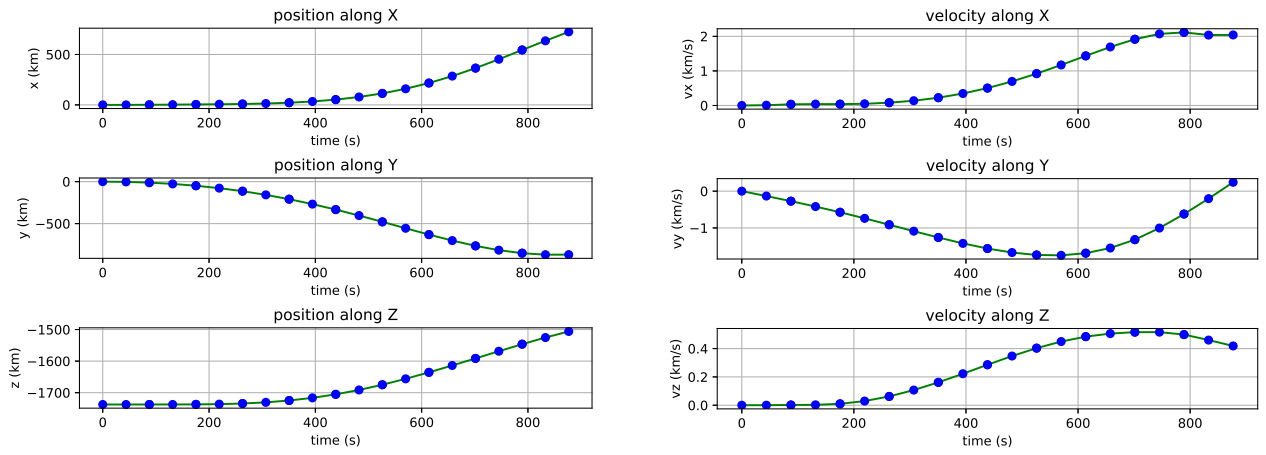 position along X
x (km)
500
0
0 200 400 600 800
time (s)
velocity along X
vx (km/s)
2
1
0
0 200 400 600 800
time (s)
position along Y
y (km)
0
−500
0 200 400 600 800
time (s)
velocity along Y
vy (km/s)
0
−1
0 200 400 600 800
time (s)
position along Z
z (km)
−1500
−1600
−1700
0 200 400 600 800
time (s)
velocity along Z
vz (km/s)
0.4
0.2
0.0
0 200 400 600 800
time (s)